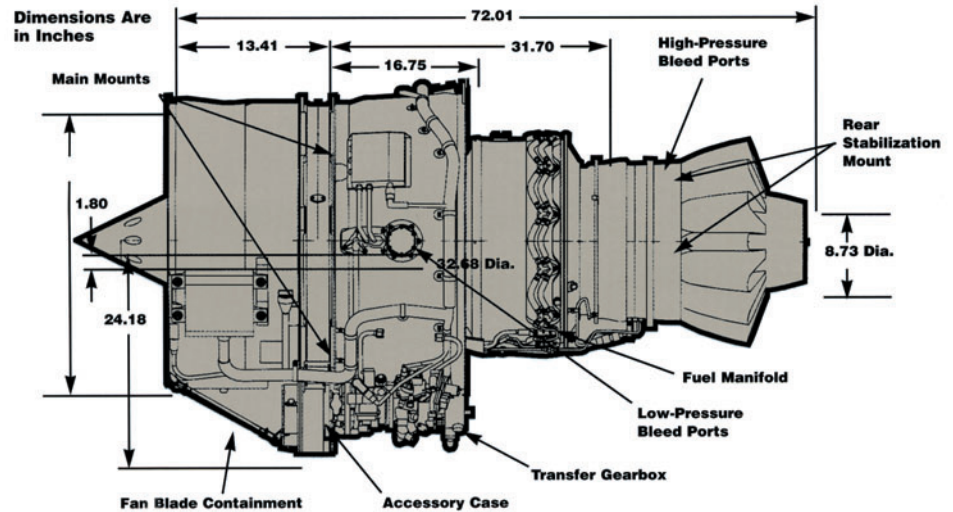 Dimensions Are
in Inches
72.01
13.41
31.70
High-Pressure
Bleed Ports
Main Mounts
16.75
Rear
Stabilization
Mount
1.80
32.68 Dia.
8.73 Dia.
24.18
Fuel Manifold
Low-Pressure
Bleed Ports
Transfer Gearbox
Fan Blade Containment
Accessory Case